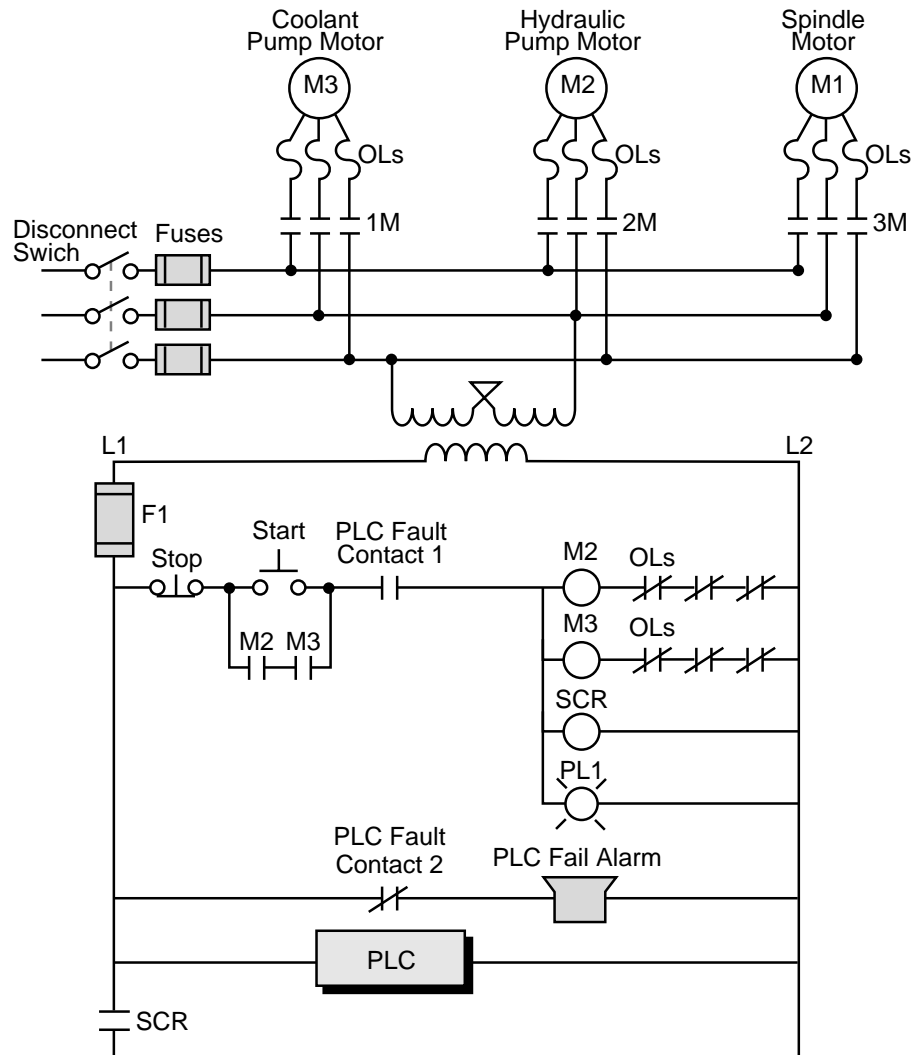 Coolant
Pump Motor
Hydraulic
Pump Motor
Spindle
Motor
M3
M2
M1
OLs
OLs
OLs
1M
2M
3M
Disconnect
Swich
Fuses
L1
L2
F1
Stop
Start
PLC Fault
Contact 1
M2
OLs
M2
M3
M3
OLs
SCR
PL1
PLC Fault
Contact 2
PLC Fail Alarm
PLC
SCR